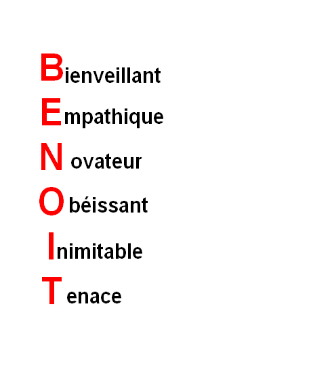 Bienveillant
Empathique
Novateur
Obéissant
Inimitable
Tenace